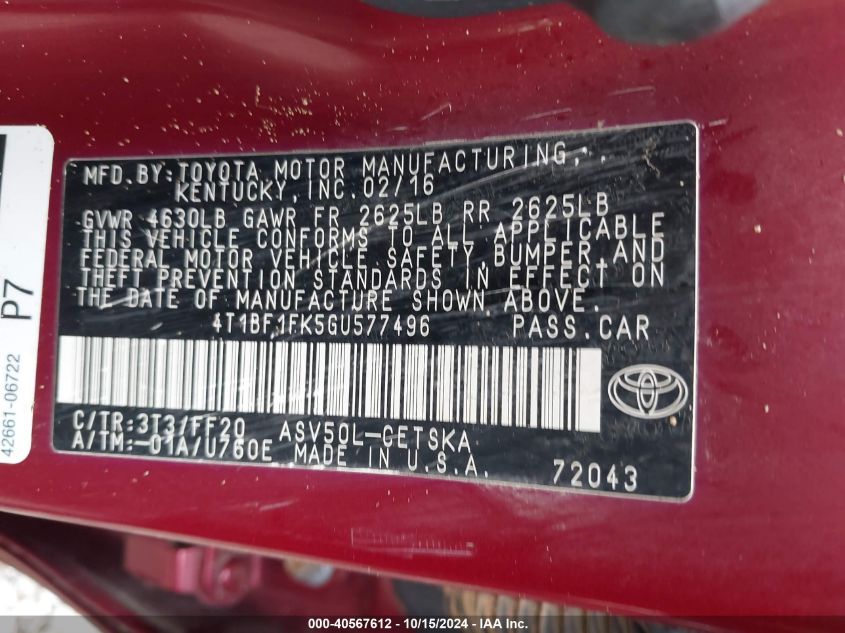 MFD.BY:TOYOTA MOTOR MANUFACTURING,
KENTUCKY, INC. 02/16
GVWR 4630LB GAWR FR 2625LB RR 2625LB
THIS VEHICLE CONFORMS TO ALL APPLICABLE
FEDERAL MOTOR VEHICLE SAFETY, BUMPER, AND
THEFT PREVENTION STANDARDS IN EFFECT ON
THE DATE OF MANUFACTURE SHOWN ABOVE.
4T1BF1FK5GU577496 PASS.CAR
C/TR:3T3/FF20 ASV50L-CETSKA
A/TM:-01A/U760E MADE IN U.S.A. 72043
42661-06722 P7
000-40567612 - 10/15/2024 - IAA Inc.